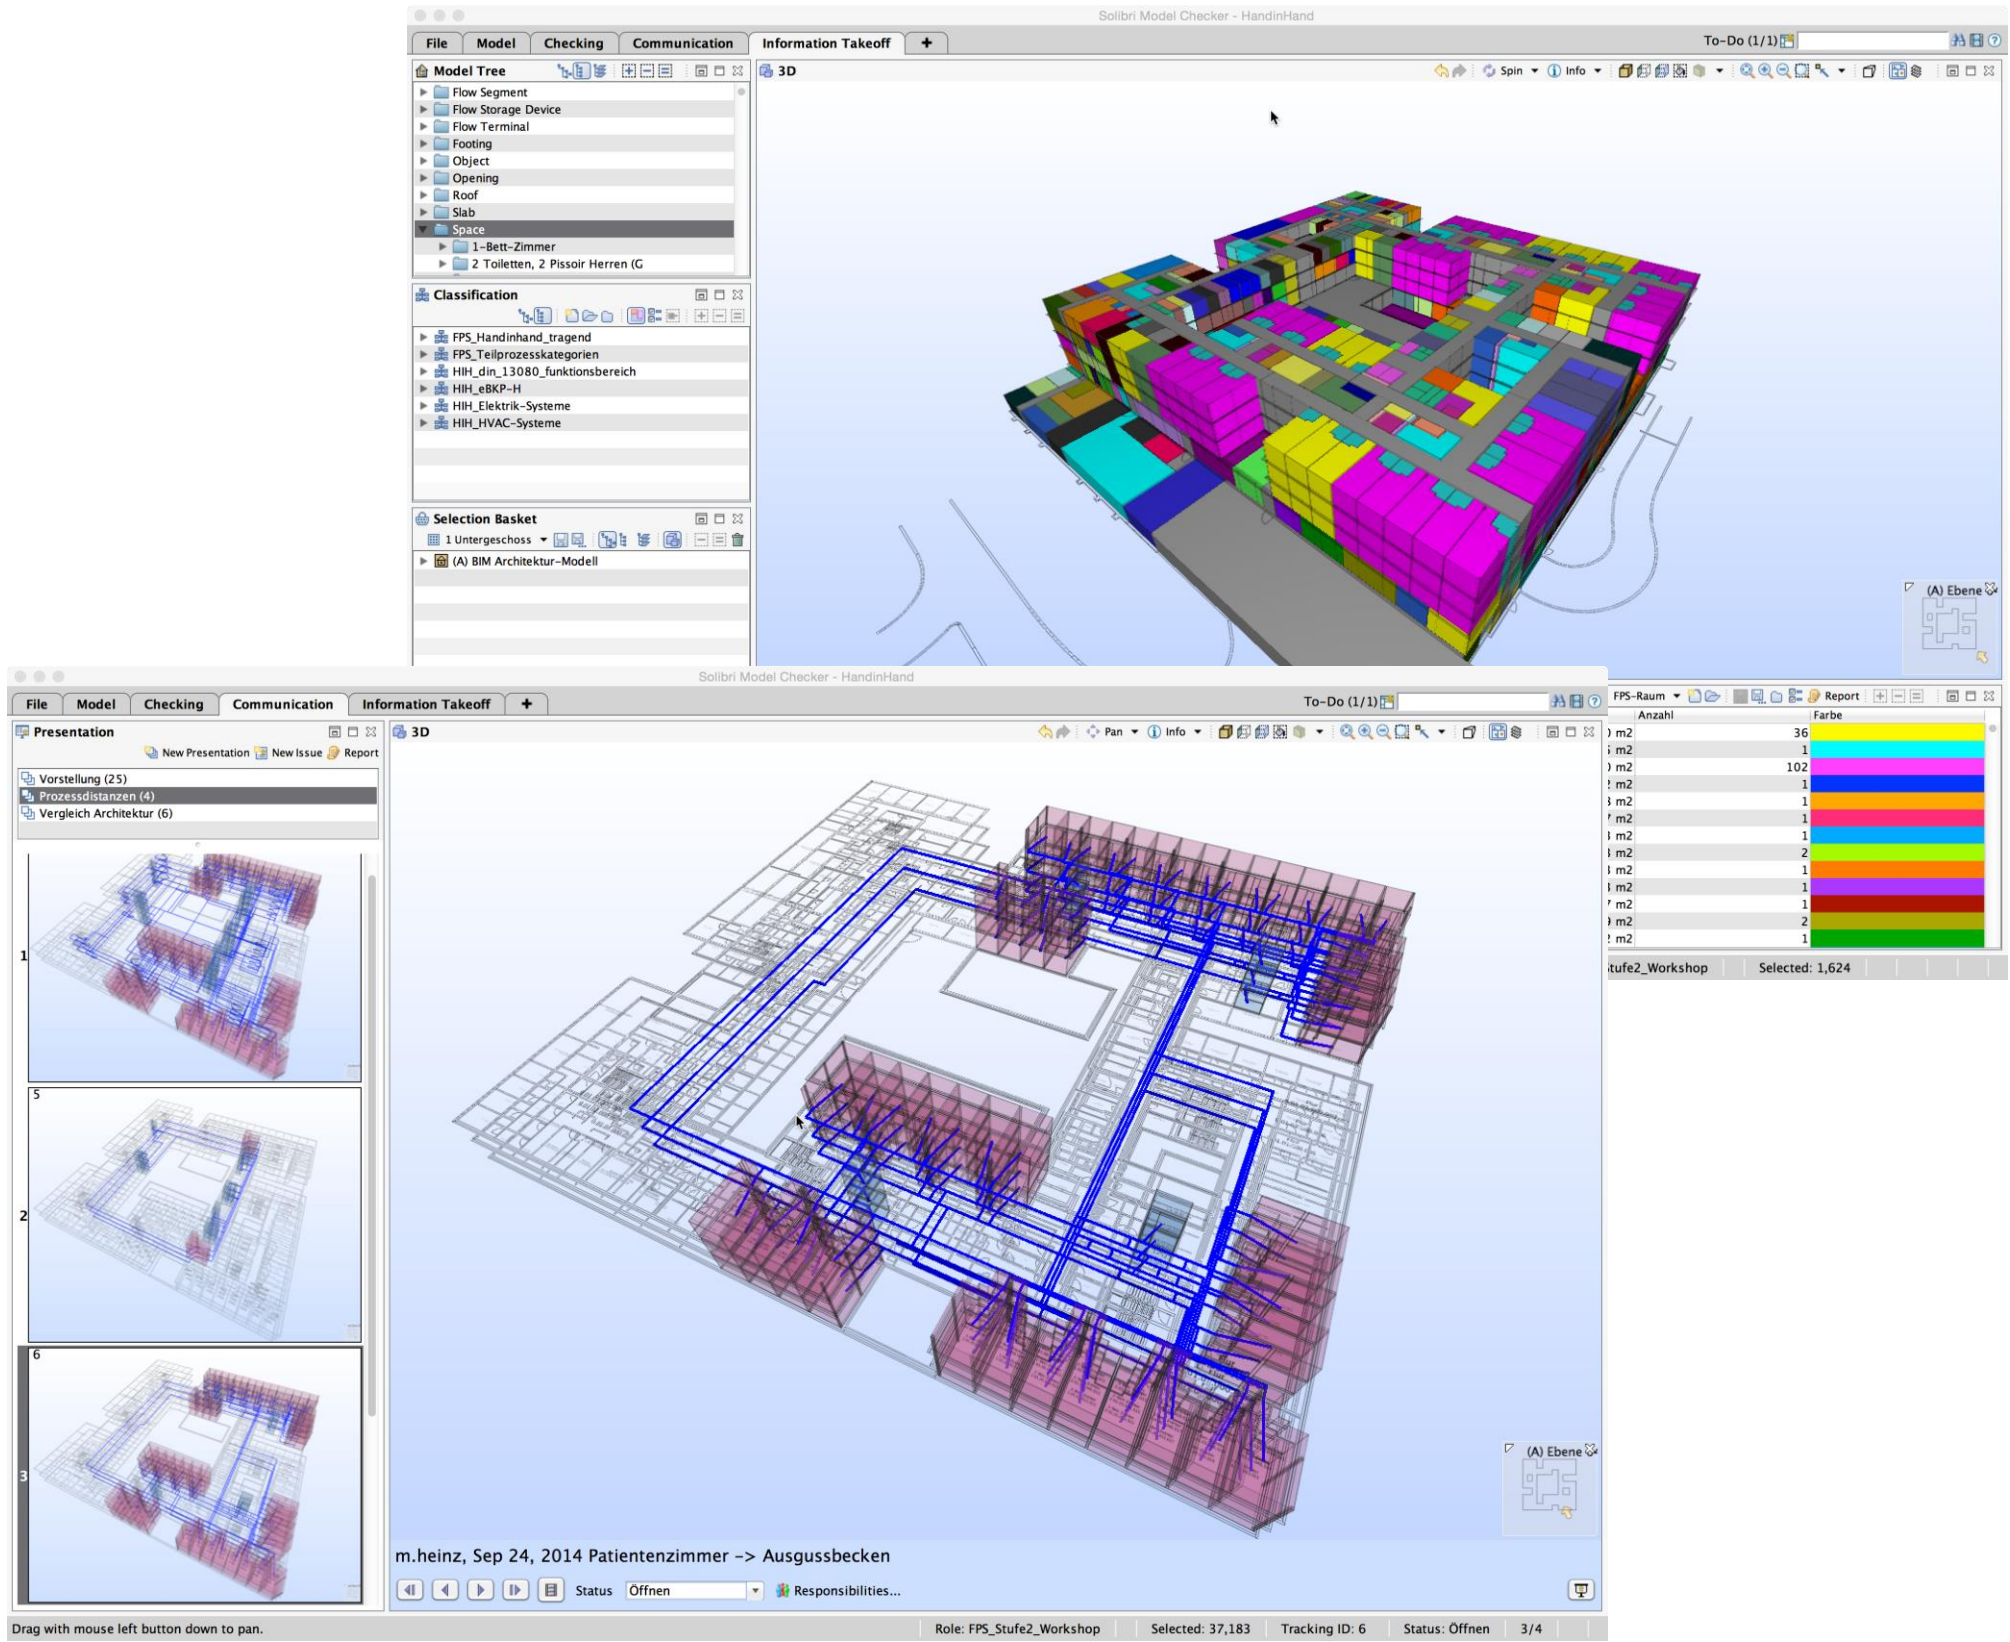 Solibri Model Checker - HandinHand
File Model Checking Communication Information Takeoff + To-Do (1/1)
Model Tree
Flow Segment
Flow Storage Device
Flow Terminal
Footing
Object
Opening
Roof
Slab
Space
1-Bett-Zimmer
2 Toiletten, 2 Pissoir Herren (G
Classification
FPS_Handinhand_tragend
FPS_Teilprozesskategorien
HIH_din_13080_funktionsbereich
HIH_eBKP-H
HIH_Elektrik-Systeme
HIH_HVAC-Systeme
Selection Basket
1 Untergeschoss
(A) BIM Architektur-Modell
3D Spin Info
(A) Ebene
FPS-Raum Report
Anzahl Farbe
m2 36
m2 1
m2 102
m2 1
m2 1
m2 1
m2 1
m2 2
m2 1
m2 1
m2 1
m2 2
m2 1
tufe2_Workshop Selected: 1,624
Solibri Model Checker - HandinHand
File Model Checking Communication Information Takeoff + To-Do (1/1)
Presentation
New Presentation New Issue Report
Vorstellung (25)
Prozessdistanzen (4)
Vergleich Architektur (6)
1
5
2
6
3
3D Pan Info
(A) Ebene
m.heinz, Sep 24, 2014 Patientenzimmer -> Ausgussbecken
Status Öffnen Responsibilities...
Drag with mouse left button down to pan. Role: FPS_Stufe2_Workshop Selected: 37,183 Tracking ID: 6 Status: Öffnen 3/4